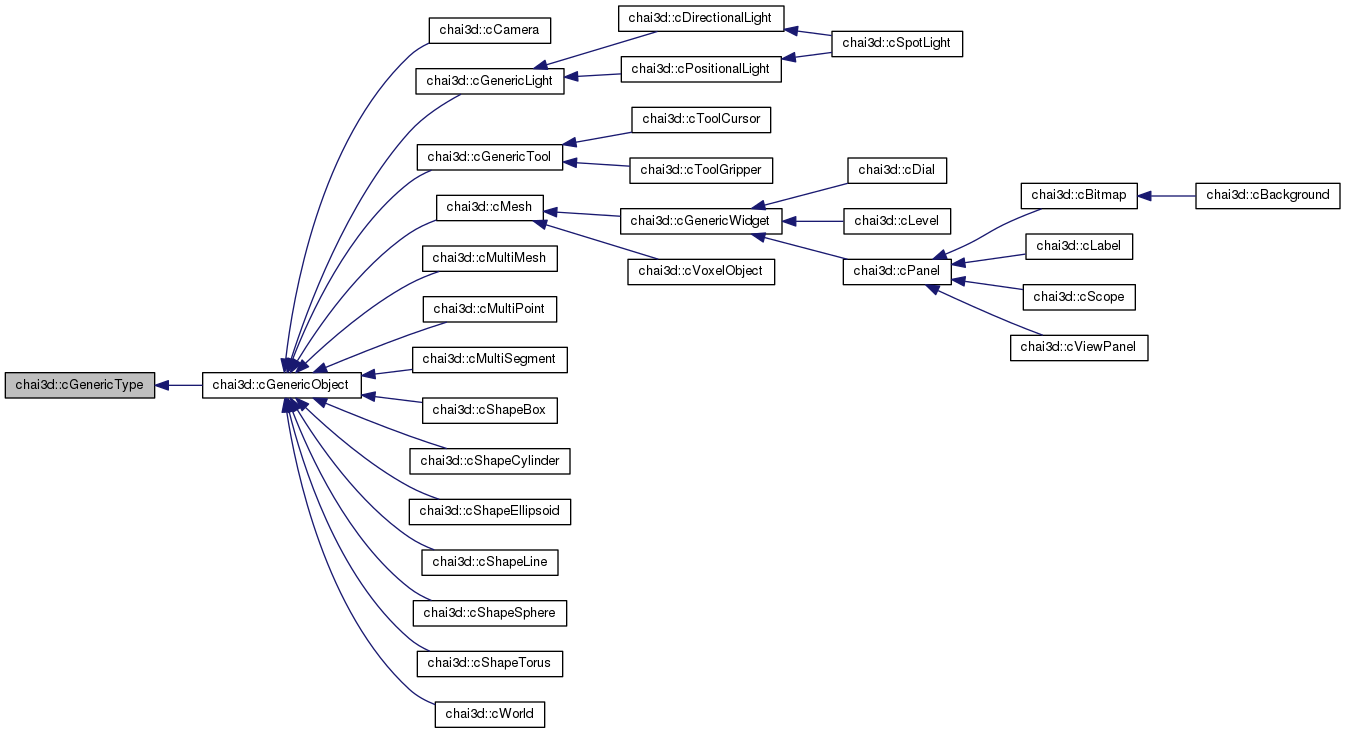 chai3d::cDirectionalLight
chai3d::cCamera
chai3d::cSpotLight
chai3d::cPositionalLight
chai3d::cGenericLight
chai3d::cToolCursor
chai3d::cGenericTool
chai3d::cToolGripper
chai3d::cDial
chai3d::cBitmap
chai3d::cBackground
chai3d::cMesh
chai3d::cGenericWidget
chai3d::cLevel
chai3d::cLabel
chai3d::cMultiMesh
chai3d::cVoxelObject
chai3d::cPanel
chai3d::cScope
chai3d::cMultiPoint
chai3d::cViewPanel
chai3d::cMultiSegment
chai3d::cGenericType
chai3d::cGenericObject
chai3d::cShapeBox
chai3d::cShapeCylinder
chai3d::cShapeEllipsoid
chai3d::cShapeLine
chai3d::cShapeSphere
chai3d::cShapeTorus
chai3d::cWorld